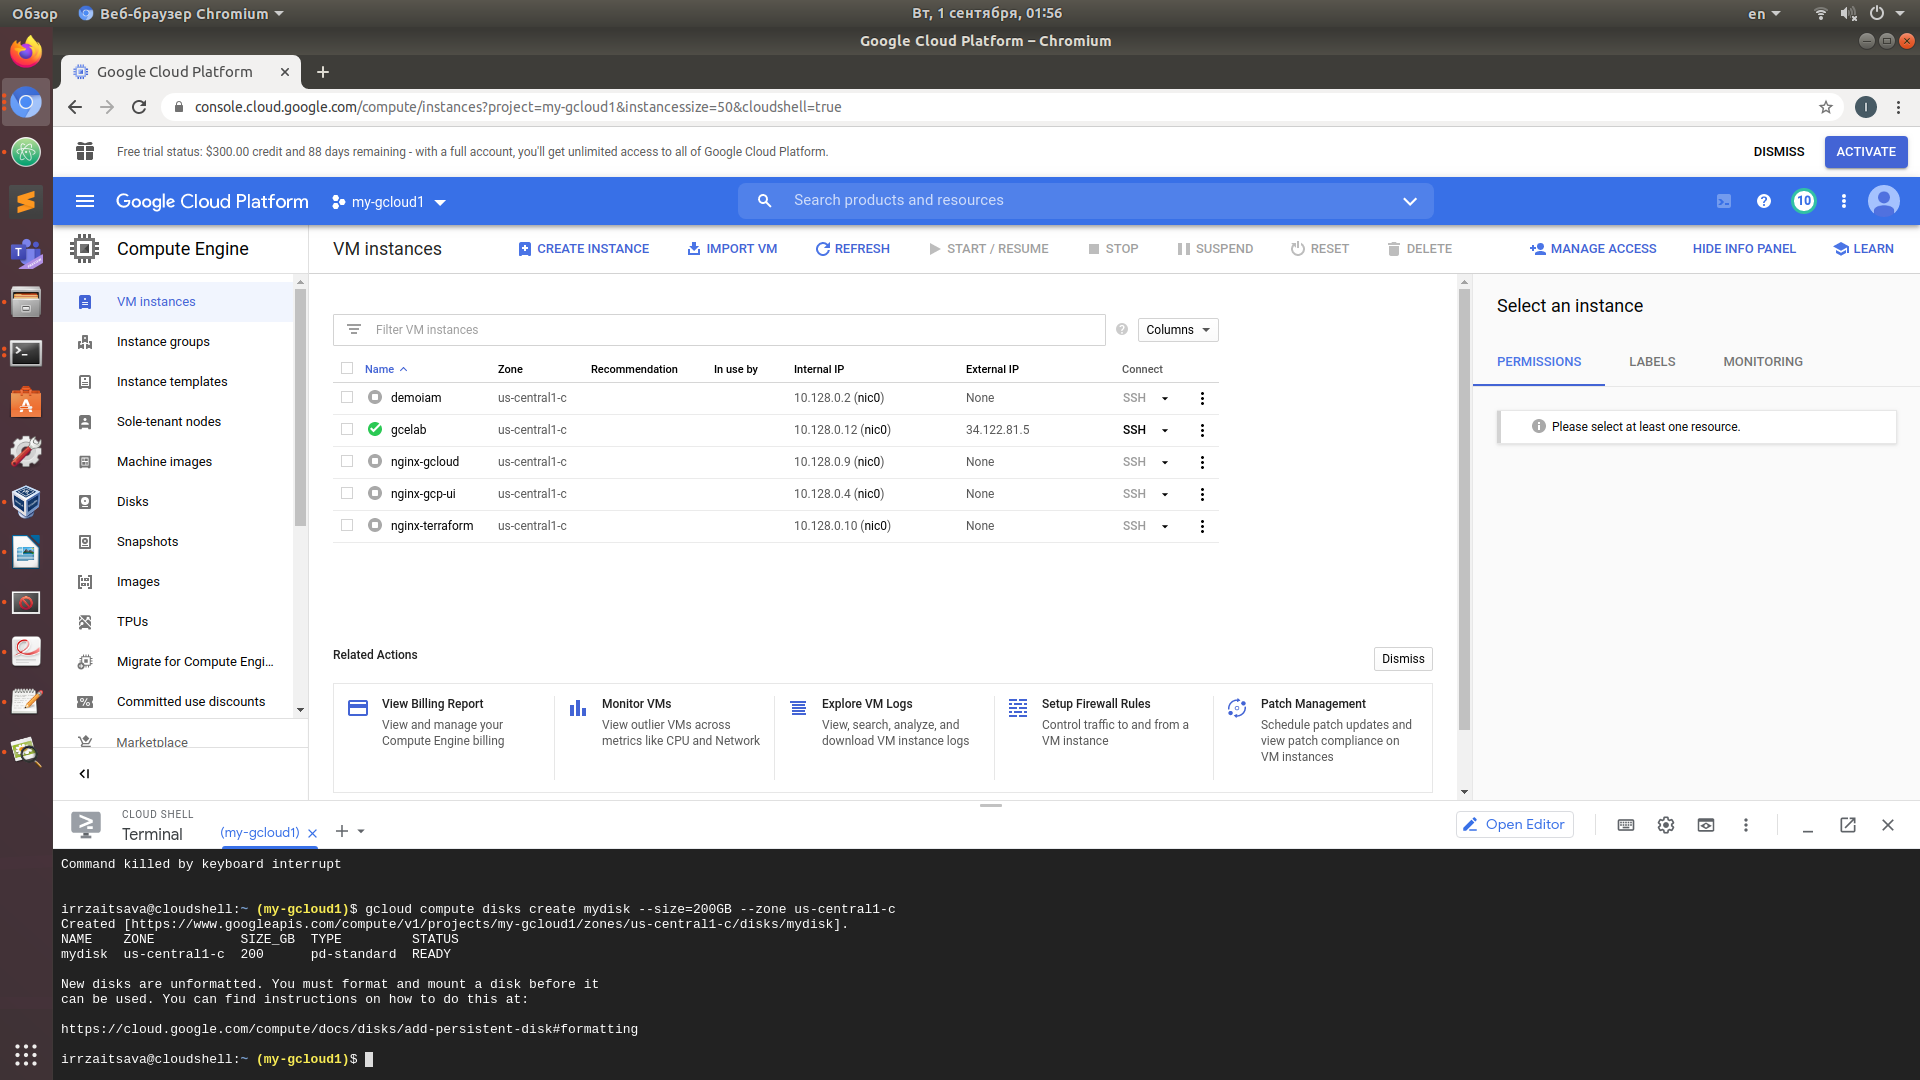 Обзор
Веб-браузер Chromium
Вт, 1 сентября, 01:56
en
Google Cloud Platform – Chromium
Google Cloud Platform
console.cloud.google.com/compute/instances?project=my-gcloud1&instancessize=50&cloudshell=true
I
Free trial status: $300.00 credit and 88 days remaining - with a full account, you'll get unlimited access to all of Google Cloud Platform.
DISMISS
ACTIVATE
Google Cloud Platform
my-gcloud1
Search products and resources
10
Compute Engine
VM instances
CREATE INSTANCE
IMPORT VM
REFRESH
START / RESUME
STOP
SUSPEND
RESET
DELETE
MANAGE ACCESS
HIDE INFO PANEL
LEARN
VM instances
Instance groups
Instance templates
Sole-tenant nodes
Machine images
Disks
Snapshots
Images
TPUs
Migrate for Compute Engi...
Committed use discounts
Marketplace
Filter VM instances
Columns
Name Zone Recommendation In use by Internal IP External IP Connect
demoiam us-central1-c 10.128.0.2 (nic0) None SSH
gcelab us-central1-c 10.128.0.12 (nic0) 34.122.81.5 SSH
nginx-gcloud us-central1-c 10.128.0.9 (nic0) None SSH
nginx-gcp-ui us-central1-c 10.128.0.4 (nic0) None SSH
nginx-terraform us-central1-c 10.128.0.10 (nic0) None SSH
Related Actions
Dismiss
View Billing Report
View and manage your
Compute Engine billing
Monitor VMs
View outlier VMs across
metrics like CPU and Network
Explore VM Logs
View, search, analyze, and
download VM instance logs
Setup Firewall Rules
Control traffic to and from a
VM instance
Patch Management
Schedule patch updates and
view patch compliance on
VM instances
Select an instance
PERMISSIONS
LABELS
MONITORING
Please select at least one resource.
CLOUD SHELL
Terminal
(my-gcloud1)
Open Editor
Command killed by keyboard interrupt
irrzaitsava@cloudshell:~ (my-gcloud1)$ gcloud compute disks create mydisk --size=200GB --zone us-central1-c
Created [https://www.googleapis.com/compute/v1/projects/my-gcloud1/zones/us-central1-c/disks/mydisk].
NAME ZONE SIZE_GB TYPE STATUS
mydisk us-central1-c 200 pd-standard READY
New disks are unformatted. You must format and mount a disk before it
can be used. You can find instructions on how to do this at:
https://cloud.google.com/compute/docs/disks/add-persistent-disk#formatting
irrzaitsava@cloudshell:~ (my-gcloud1)$